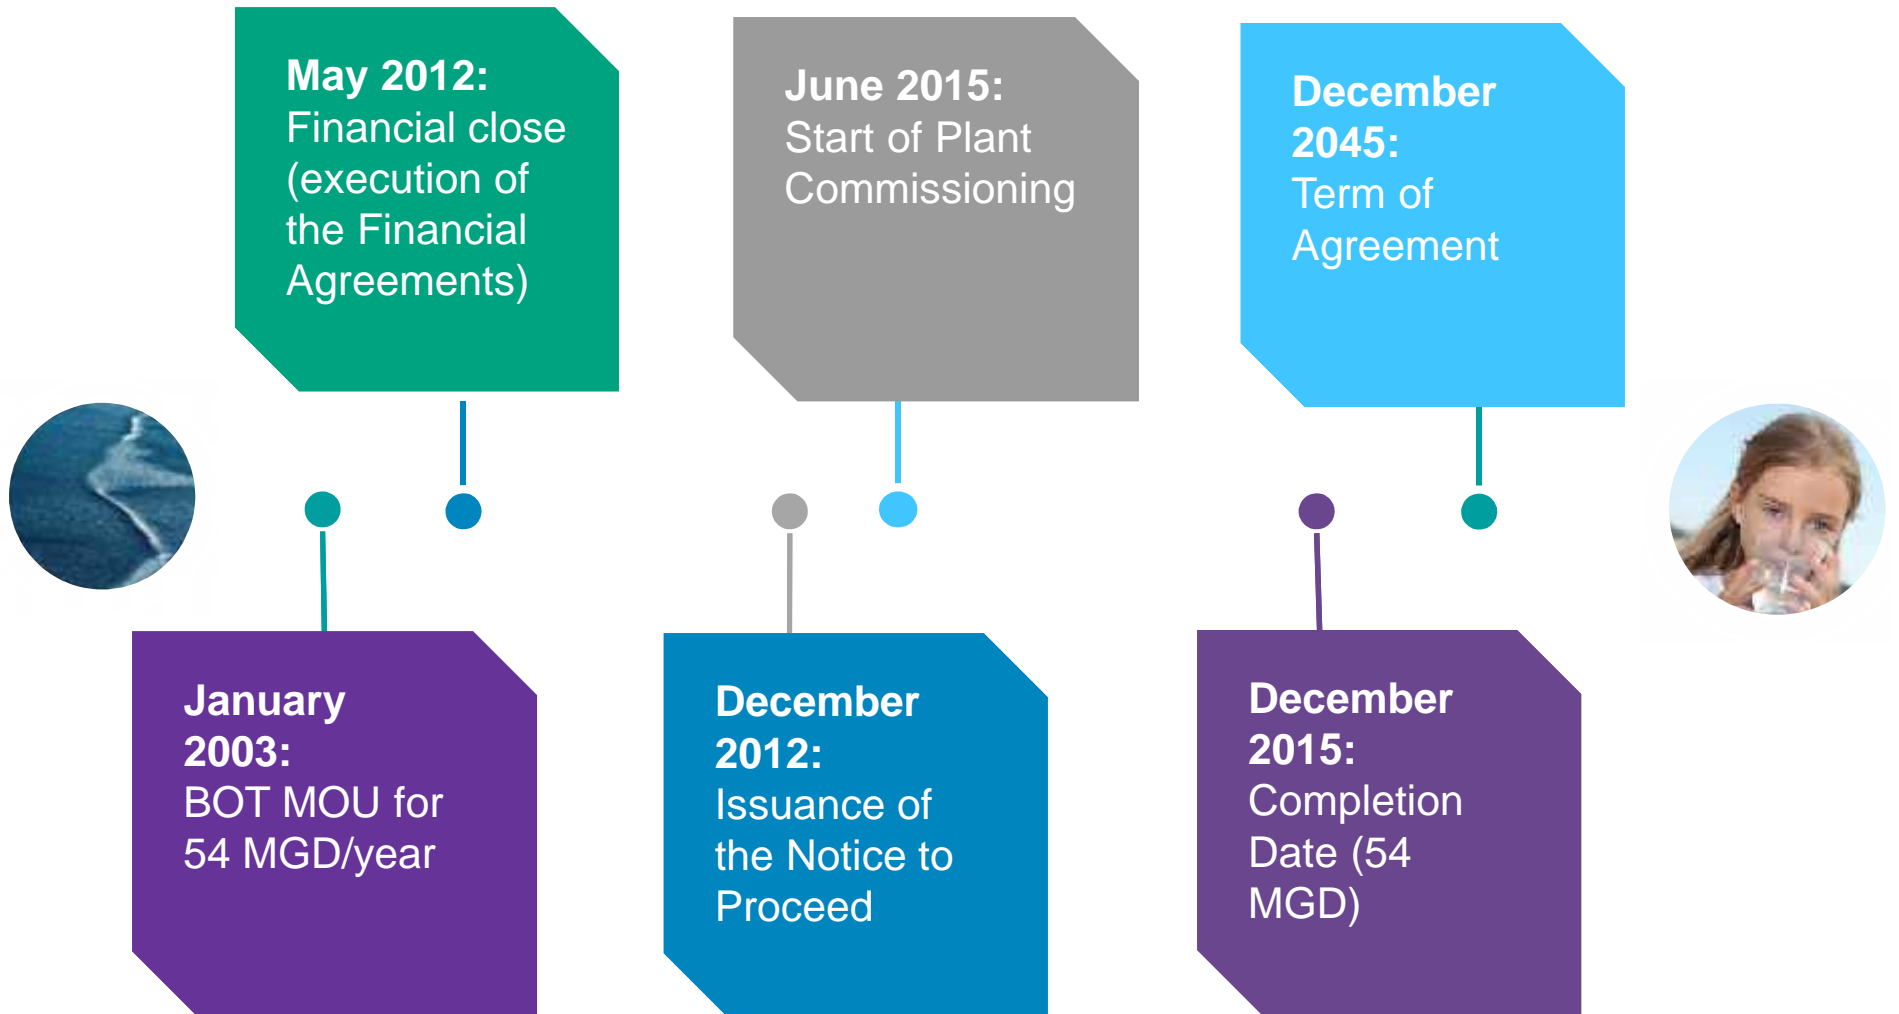 May 2012:
Financial close
(execution of
the Financial
Agreements)
June 2015:
Start of Plant
Commissioning
December
2045:
Term of
Agreement
January
2003:
BOT MOU for
54 MGD/year
December
2012:
Issuance of
the Notice to
Proceed
December
2015:
Completion
Date (54
MGD)